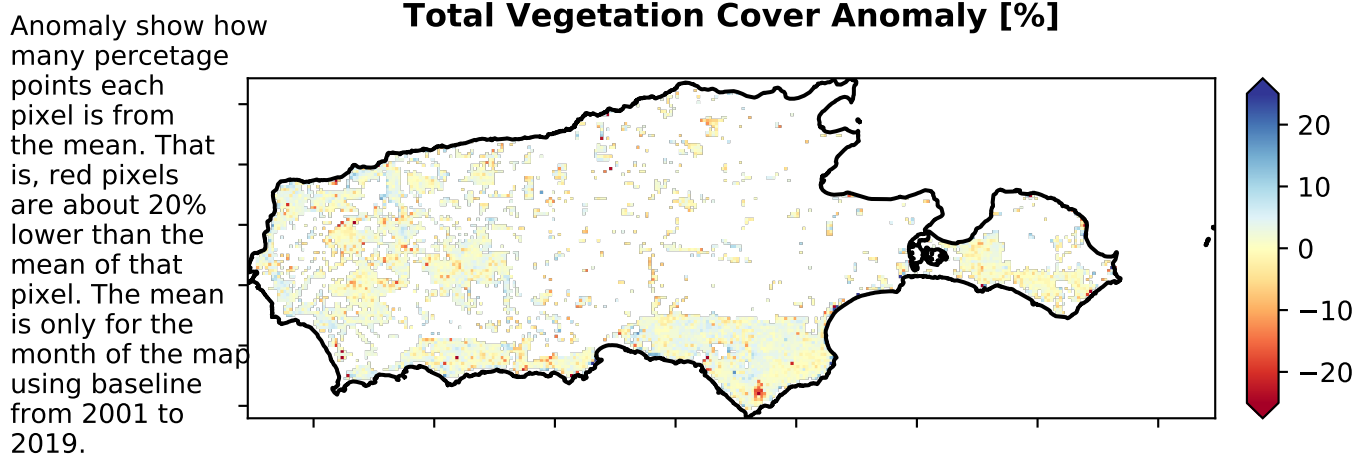 Total Vegetation Cover Anomaly [%]
Anomaly show how
many percetage
points each
pixel is from
the mean. That
is, red pixels
are about 20%
lower than the
mean of that
pixel. The mean
is only for the
month of the map
using baseline
from 2001 to
2019.
20
10
0
−10
−20